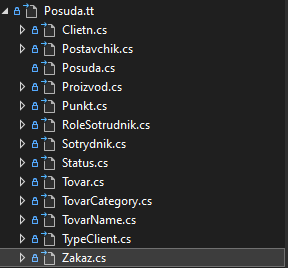 Posuda.tt
Clietn.cs
Postavchik.cs
Posuda.cs
Proizvod.cs
Punkt.cs
RoleSotrudnik.cs
Sotrydnik.cs
Status.cs
Tovar.cs
TovarCategory.cs
TovarName.cs
TypeClient.cs
Zakaz.cs